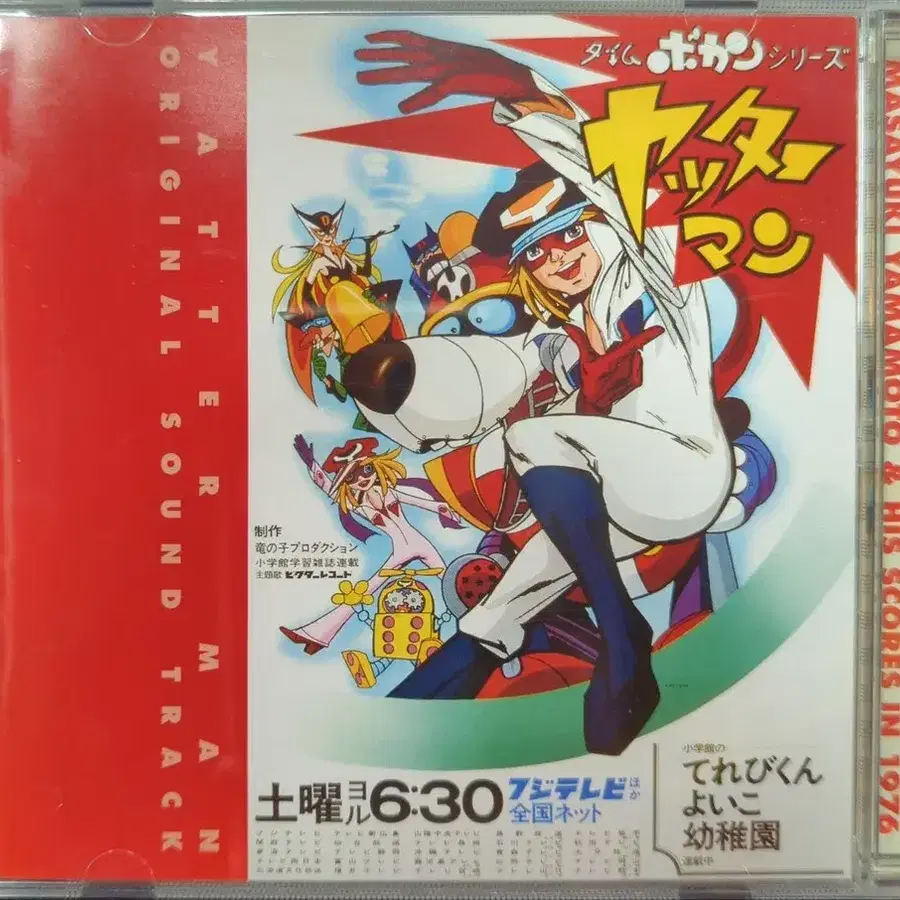 YATTER MAN
ORIGINAL SOUND TRACK
タイム ボカン シリーズ
ヤッター
マン
制作
竜の子プロダクション
小学館学習雑誌連載
主題歌 ビクターレコード
土曜 ヨル 6:30 フジテレビ ほか
全国ネット
小学館の
てれびくん
よいこ
幼稚園
連載中
MASAYUKI YAMAMOTO & HIS SCORES IN 1976